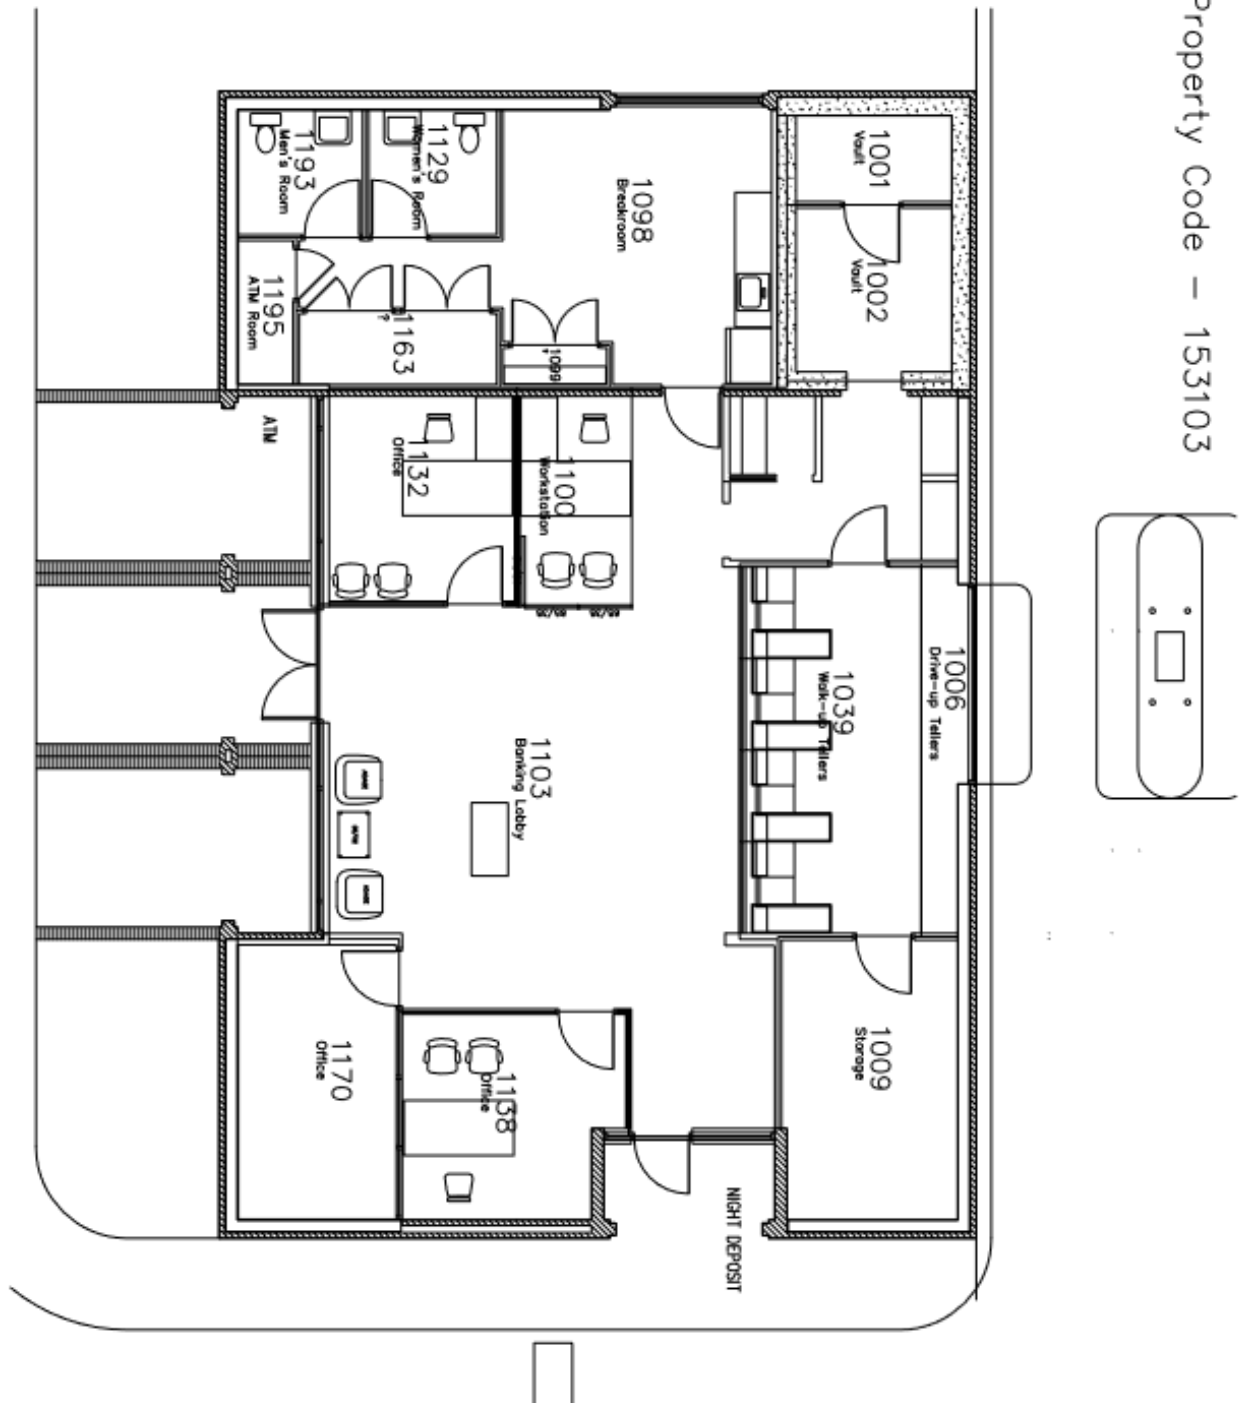 Property Code - 153103
1001
Vault
1002
Vault
1006
Drive-up Tellers
1009
Storage
1039
Walk-up Tellers
1098
Breakroom
1099
1129
Women's Room
1193
Men's Room
1195
ATM Room
1163
?
ATM
1132
Office
1100
Workstation
1103
Banking Lobby
1138
Office
1170
Office
NIGHT DEPOSIT